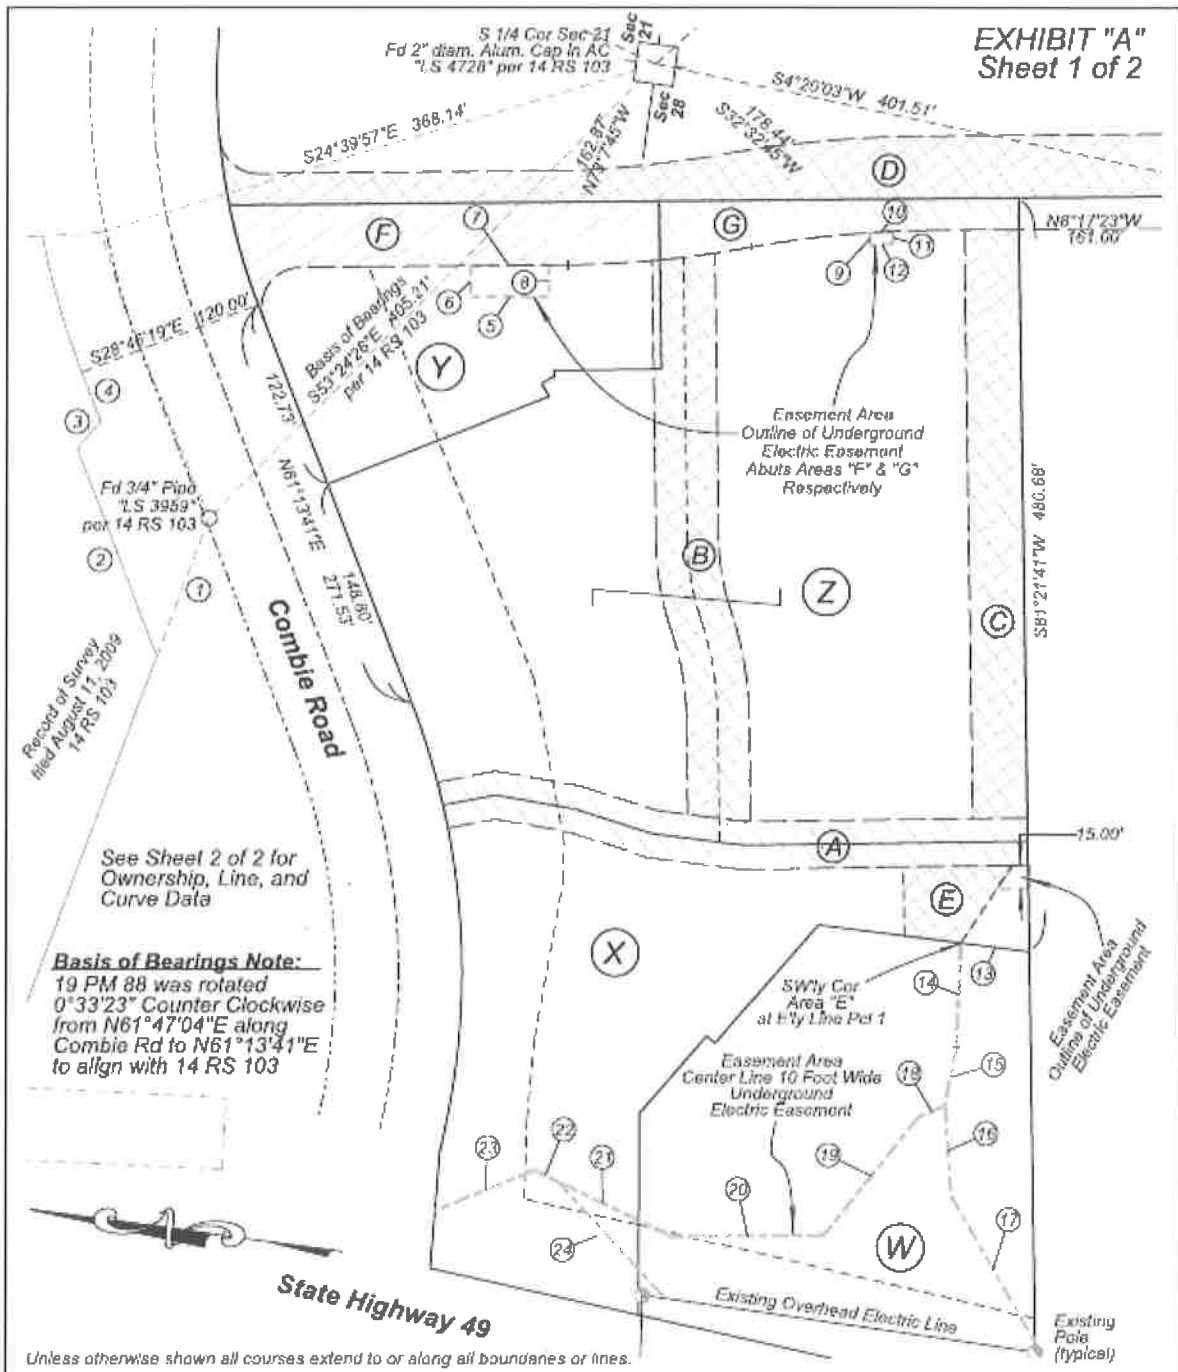 EXHIBIT "A"
Sheet 1 of 2
S 1/4 Cor Sec 21
Fd 2" diam. Alum. Cap in AC
"LS 4728" per 14 RS 103
Sec
21
Sec
28
S4°20'03"W 401.51'
S24°39'57"E 368.14'
162.87'
178.44'
S32°32'45"W
D
F
7
G
10
N8°17'23"W
161.00'
9
11
12
6
8
5
S28°46'19"E 120.00'
Basis of Bearings
S53°24'26"E 405.21'
per 14 RS 103
Y
4
3
122.73'
Easement Area
Outline of Underground
Electric Easement
Abuts Areas "F" & "G"
Respectively
N61°13'41"E
Fd 3/4" Pipe
"LS 3959"
per 14 RS 103
2
1
148.80'
271.53'
B
Z
C
S81°21'41"W 480.68'
Combie Road
Record of Survey
filed August 11, 2009
14 RS 103
15.00'
A
See Sheet 2 of 2 for
Ownership, Line, and
Curve Data
E
X
Basis of Bearings Note:
19 PM 88 was rotated
0°33'23" Counter Clockwise
from N61°47'04"E along
Combie Rd to N61°13'41"E
to align with 14 RS 103
SW'ly Cor
Area "E"
at E'ly Line Pcl 1
14
13
Easement Area
Outline of Underground
Electric Easement
Easement Area
Center Line 10 Foot Wide
Underground
Electric Easement
15
18
16
19
22
23
21
20
17
24
W
State Highway 49
Existing Overhead Electric Line
Existing
Pole
(typical)
Unless otherwise shown all courses extend to or along all boundaries or lines.